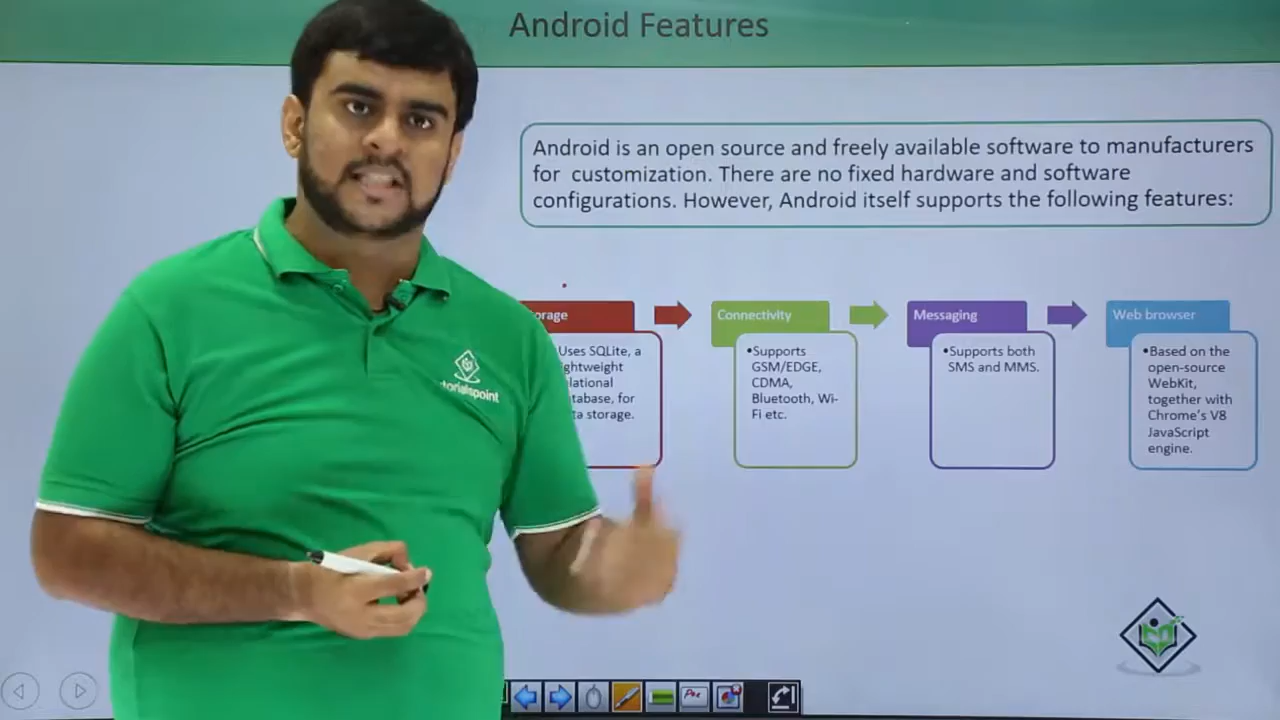 Android Features
Android is an open source and freely available software to manufacturers
for customization. There are no fixed hardware and software
configurations. However, Android itself supports the following features:
orage
Uses SQLite, a
ghtweight
lational
tabase, for
ta storage.
Connectivity
•Supports
GSM/EDGE,
CDMA,
Bluetooth, Wi-
Fi etc.
Messaging
•Supports both
SMS and MMS.
Web browser
•Based on the
open-source
WebKit,
together with
Chrome's V8
JavaScript
engine.
torialspoint